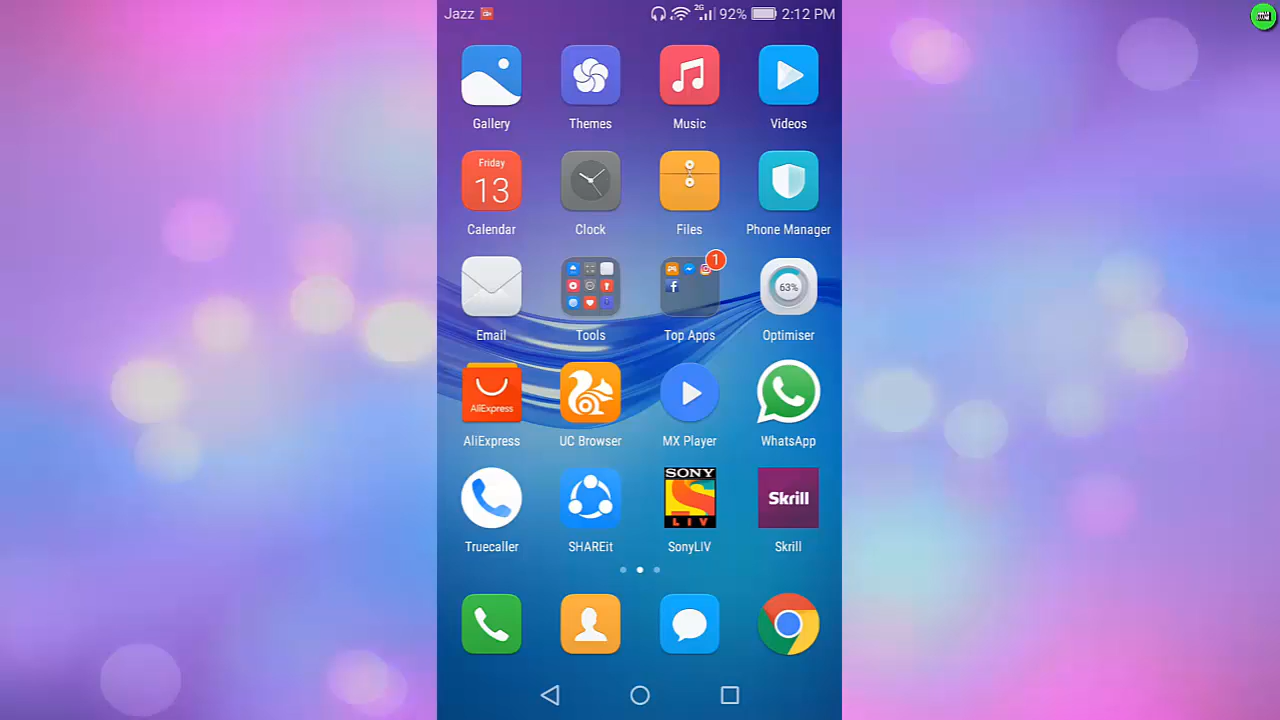 Jazz 2G 92% 2:12 PM
Gallery Themes Music Videos
Friday
13
Calendar Clock Files Phone Manager
1
63%
Email Tools Top Apps Optimiser
AliExpress
AliExpress UC Browser MX Player WhatsApp
SONY
LIV
Skrill
Truecaller SHAREit SonyLIV Skrill